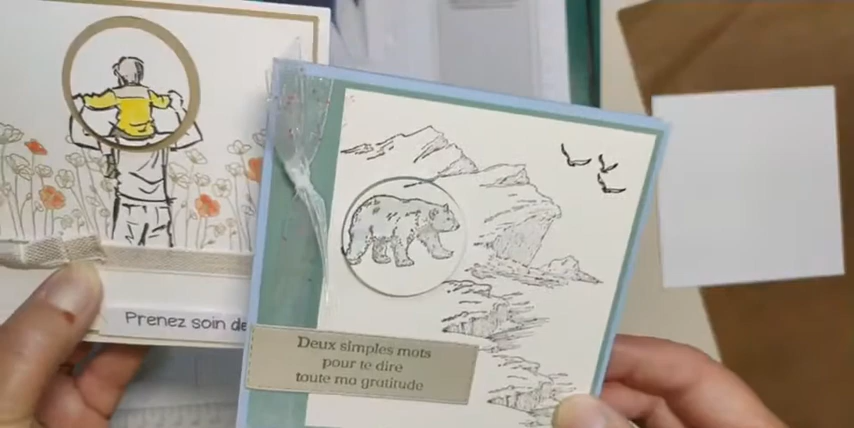 Prenez soin de
Deux simples mots
pour te dire
toute ma gratitude